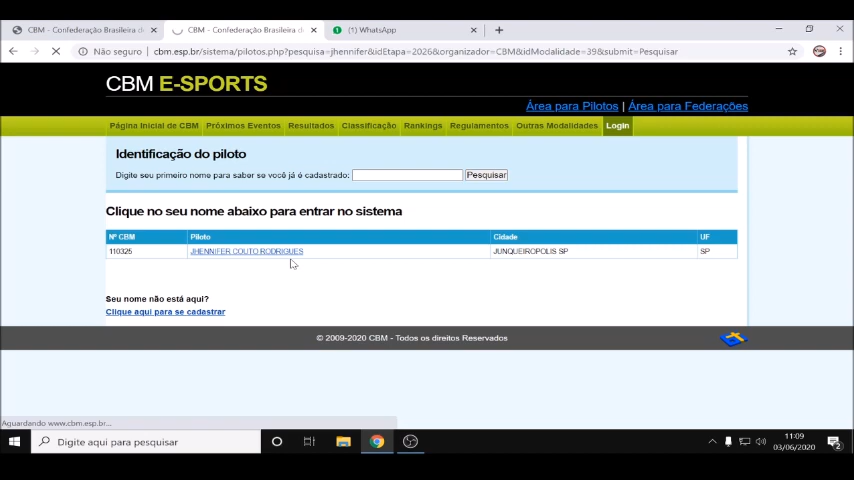 CBM - Confederação Brasileira d
CBM - Confederação Brasileira d
(1) WhatsApp
Não seguro
cbm.esp.br/sistema/pilotos.php?pesquisa=jhennifer&idEtapa=2026&organizador=CBM&idModalidade=39&submit=Pesquisar
CBM E-SPORTS
Área para Pilotos | Área para Federações
Página Inicial de CBM Próximos Eventos Resultados Classificação Rankings Regulamentos Outras Modalidades Login
Identificação do piloto
Digite seu primeiro nome para saber se você já é cadastrado: Pesquisar
Clique no seu nome abaixo para entrar no sistema
Nº CBM Piloto Cidade UF
110325 JHENNIFER COUTO RODRIGUES JUNQUEIROPOLIS SP SP
Seu nome não está aqui?
Clique aqui para se cadastrar
© 2009-2020 CBM - Todos os direitos Reservados
Aguardando www.cbm.esp.br...
Digite aqui para pesquisar
11:09
03/06/2020
2